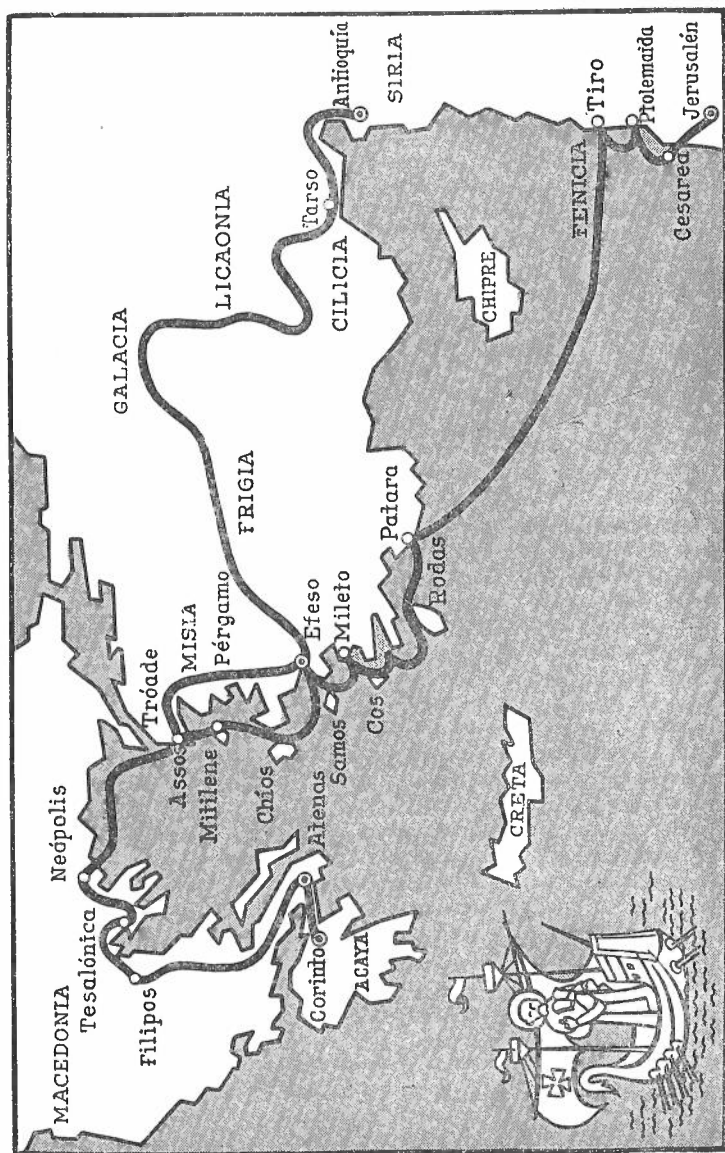 MACEDONIA
Neápolis
Tesalónica
Filipos
Tróade
Assos
MISIA
Mitilene
Pérgamo
Chíos
Atenas
Corinto
ACAYA
Efeso
Samos
Mileto
Cos
Rodas
Patara
FRIGIA
GALACIA
LICAONIA
CILICIA
Tarso
Antioquía
SIRIA
CHIPRE
CRETA
FENICIA
Tiro
Ptolemaida
Cesarea
Jerusalén